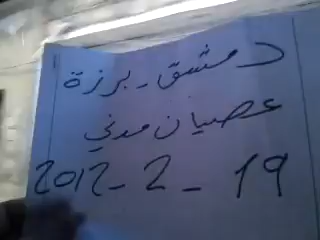 دمشق - برزة
عصيان مدني
2012 - 2 - 19